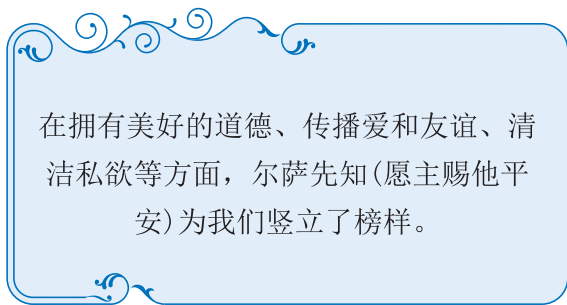 在拥有美好的道德、传播爱和友谊、清
洁私欲等方面，尔萨先知(愿主赐他平
安)为我们竖立了榜样。